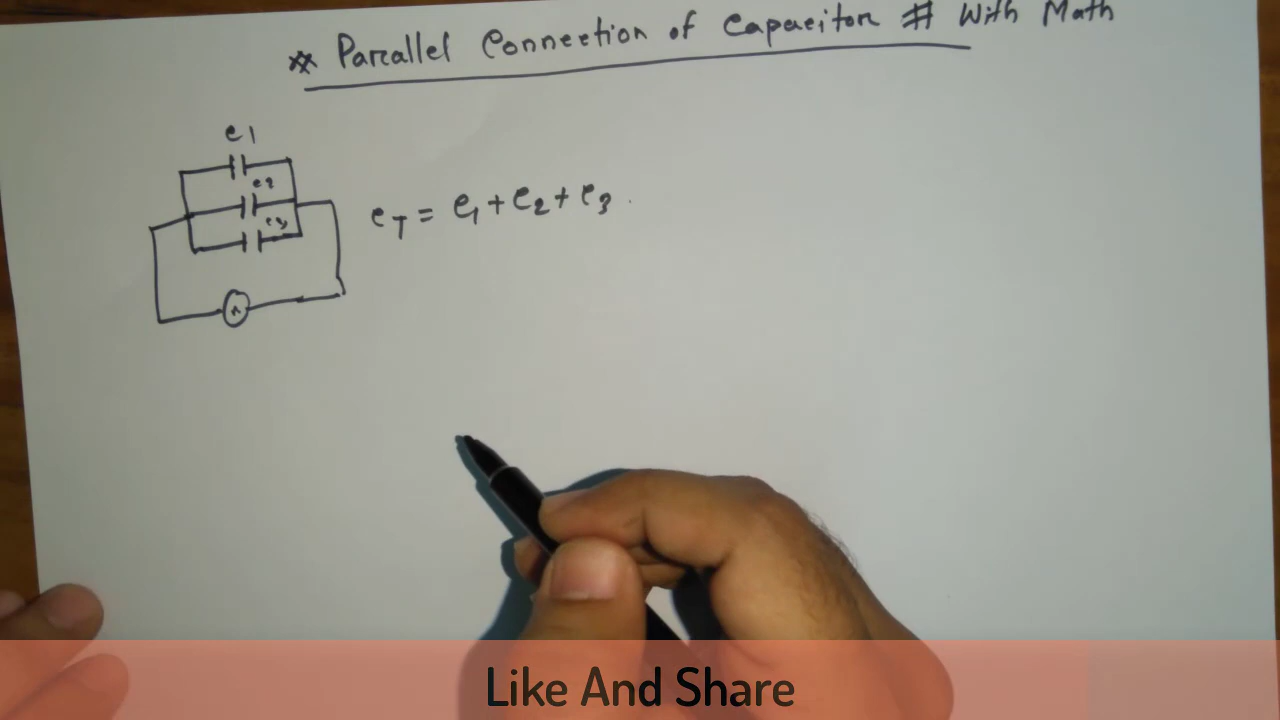 ** Parallel Connection of Capacitor # With Math
C1
C2
C3
CT = C1 + C2 + C3
Like And Share